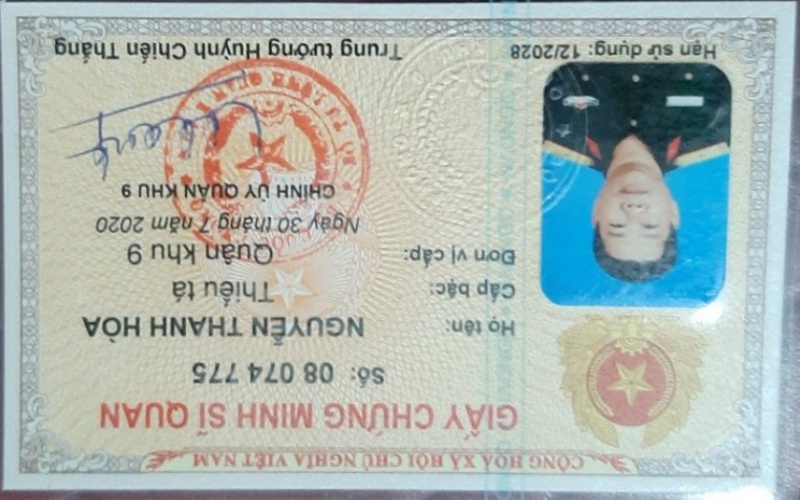 CỘNG HÒA XÃ HỘI CHỦ NGHĨA VIỆT NAM
GIẤY CHỨNG MINH SĨ QUAN
Số: 08 074 775
Họ tên: NGUYỄN THANH HÒA
Cấp bậc: Thiếu tá
Đơn vị cấp: Quân khu 9
Ngày 30 tháng 7 năm 2020
CHÍNH ỦY QUÂN KHU 9
Hạn sử dụng: 12/2028
Trung tướng Huỳnh Chiến Thắng